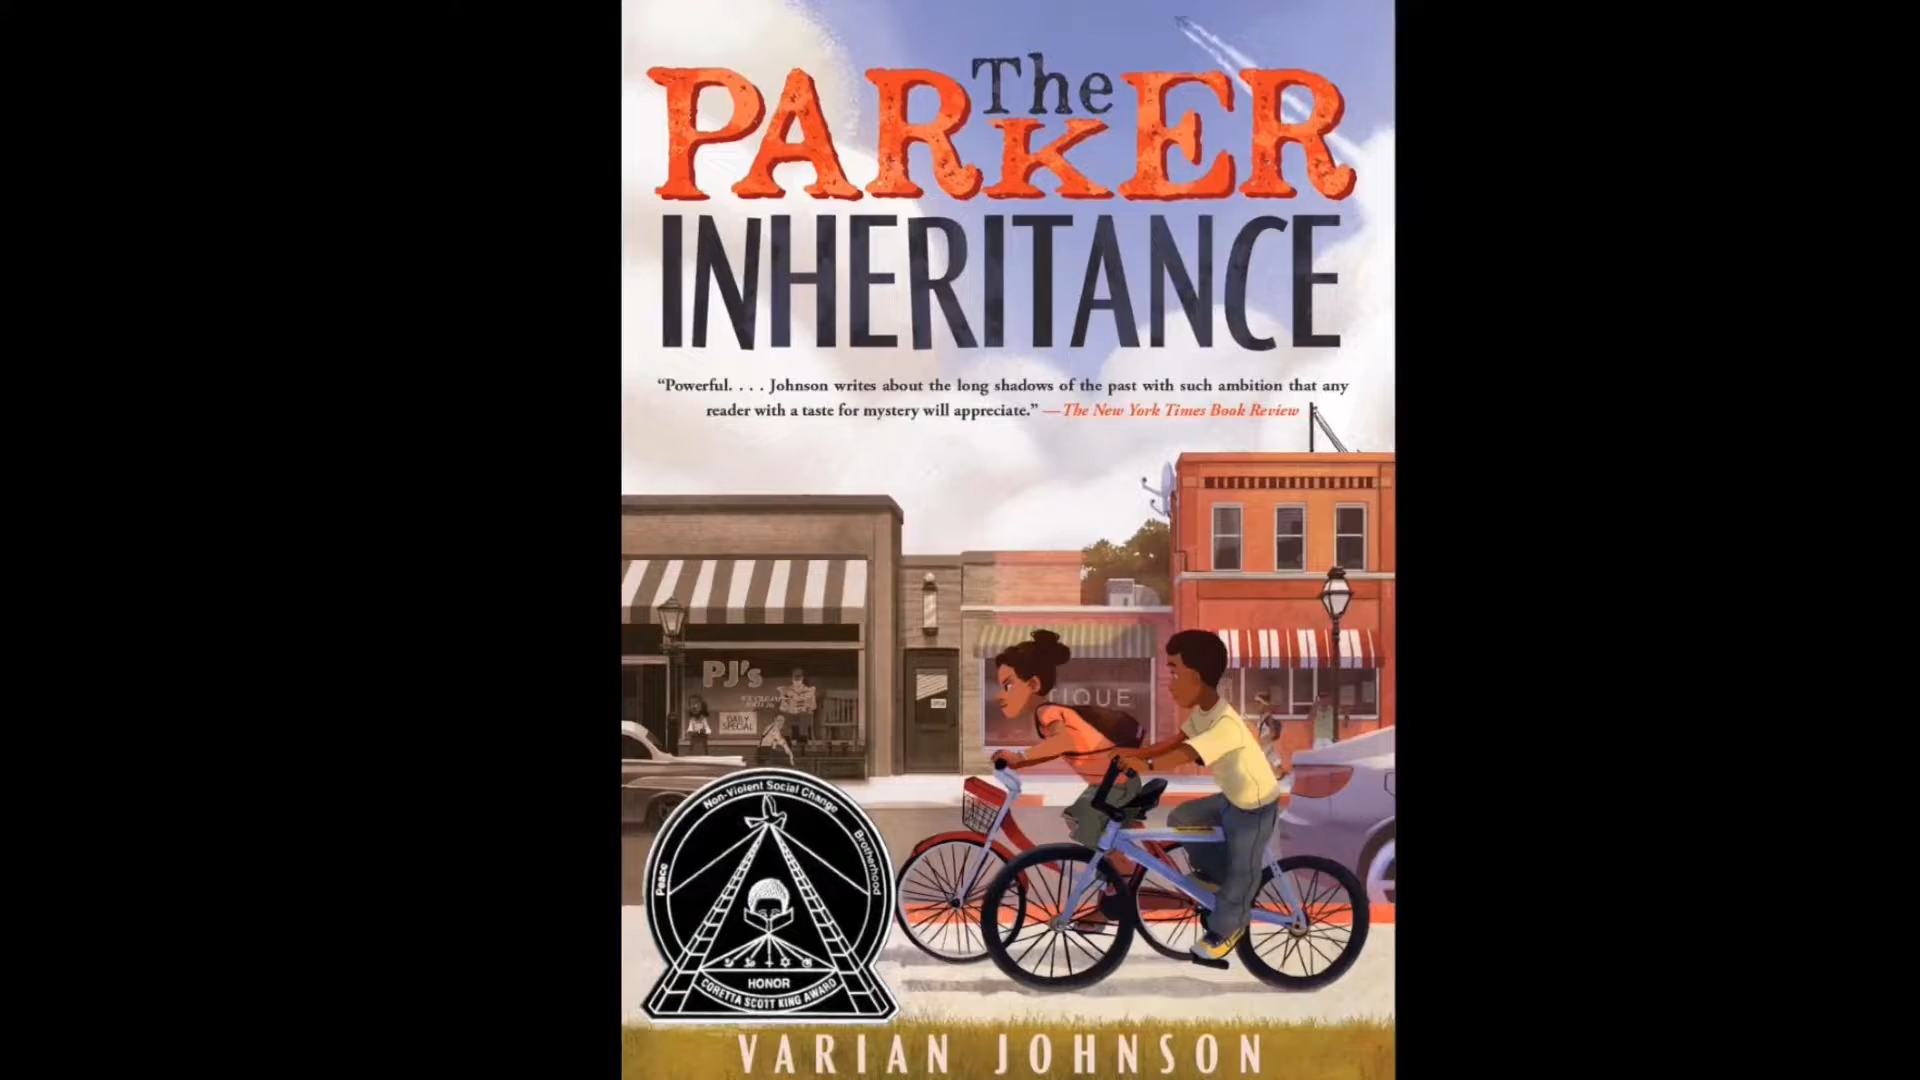 The
PARKER
INHERITANCE
“Powerful. . . . Johnson writes about the long shadows of the past with such ambition that any
reader with a taste for mystery will appreciate.” —The New York Times Book Review
PJ's
DAILY
SPECIAL
OPEN
TIQUE
Non-Violent Social Change
Peace
Brotherhood
HONOR
CORETTA SCOTT KING AWARD
VARIAN JOHNSON